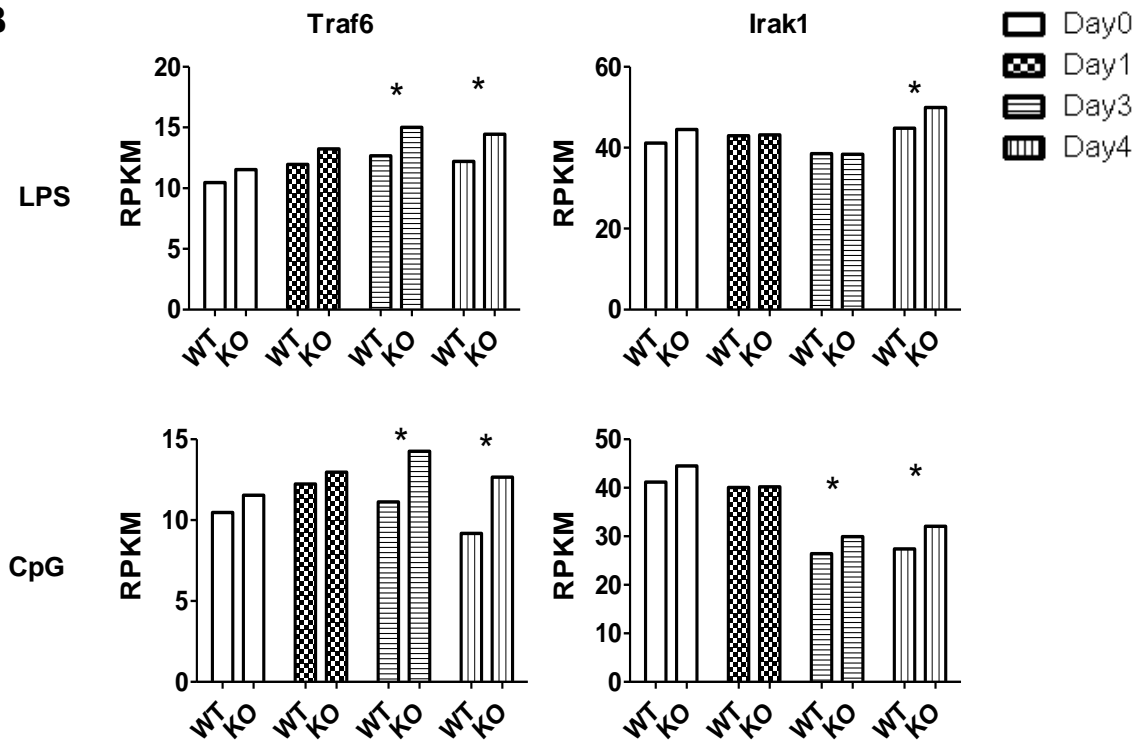 B
Traf6
Irak1
Day0
Day1
Day3
Day4
LPS
RPKM
20
15
10
5
0
*
*
WT KO WT KO WT KO WT KO
RPKM
60
40
20
0
*
WT KO WT KO WT KO WT KO
CpG
RPKM
15
10
5
0
*
*
WT KO WT KO WT KO WT KO
RPKM
50
40
30
20
10
0
*
*
WT KO WT KO WT KO WT KO